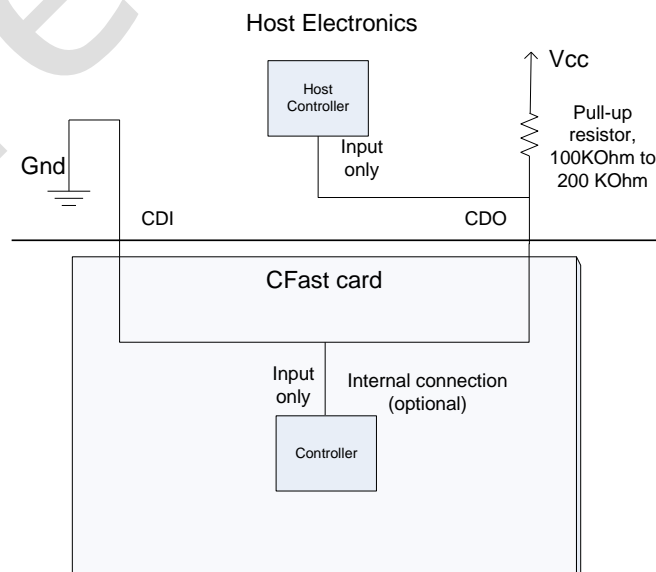 Host Electronics
Vcc
Host
Controller
Pull-up
resistor,
100KOhm to
200 KOhm
Input
only
Gnd
CDI
CDO
CFast card
Input
only
Internal connection
(optional)
Controller